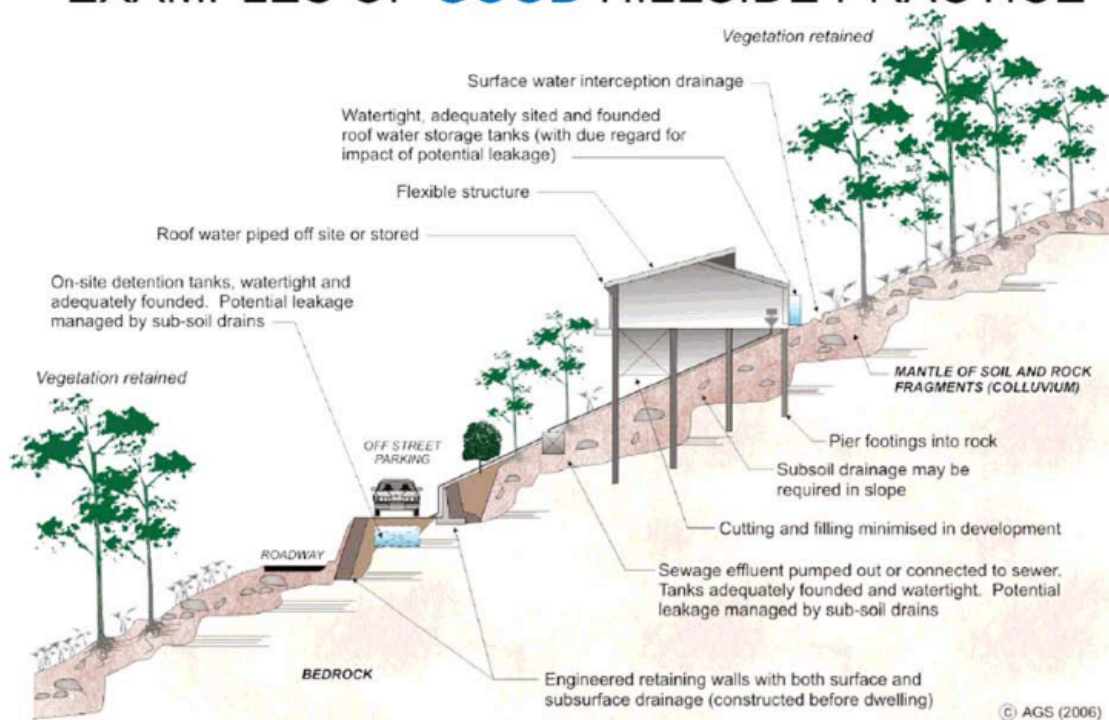 EXAMPLES OF GOOD HILLSIDE PRACTICE
Vegetation retained
Surface water interception drainage
Watertight, adequately sited and founded
roof water storage tanks (with due regard for
impact of potential leakage)
Flexible structure
Roof water piped off site or stored
On-site detention tanks, watertight and
adequately founded. Potential leakage
managed by sub-soil drains
Vegetation retained
MANTLE OF SOIL AND ROCK
FRAGMENTS (COLLUVIUM)
Pier footings into rock
OFF STREET
PARKING
Subsoil drainage may be
required in slope
Cutting and filling minimised in development
ROADWAY
Sewage effluent pumped out or connected to sewer.
Tanks adequately founded and watertight. Potential
leakage managed by sub-soil drains
BEDROCK
Engineered retaining walls with both surface and
subsurface drainage (constructed before dwelling)
© AGS (2006)